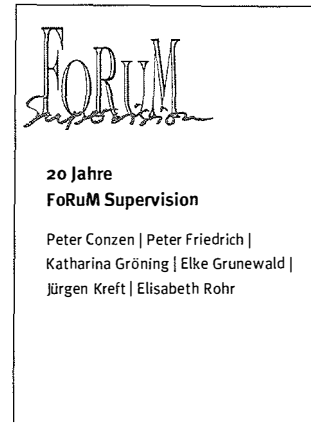 FoRuM
Supervision
20 Jahre
FoRuM Supervision
Peter Conzen | Peter Friedrich |
Katharina Gröning | Elke Grunewald |
Jürgen Kreft | Elisabeth Rohr